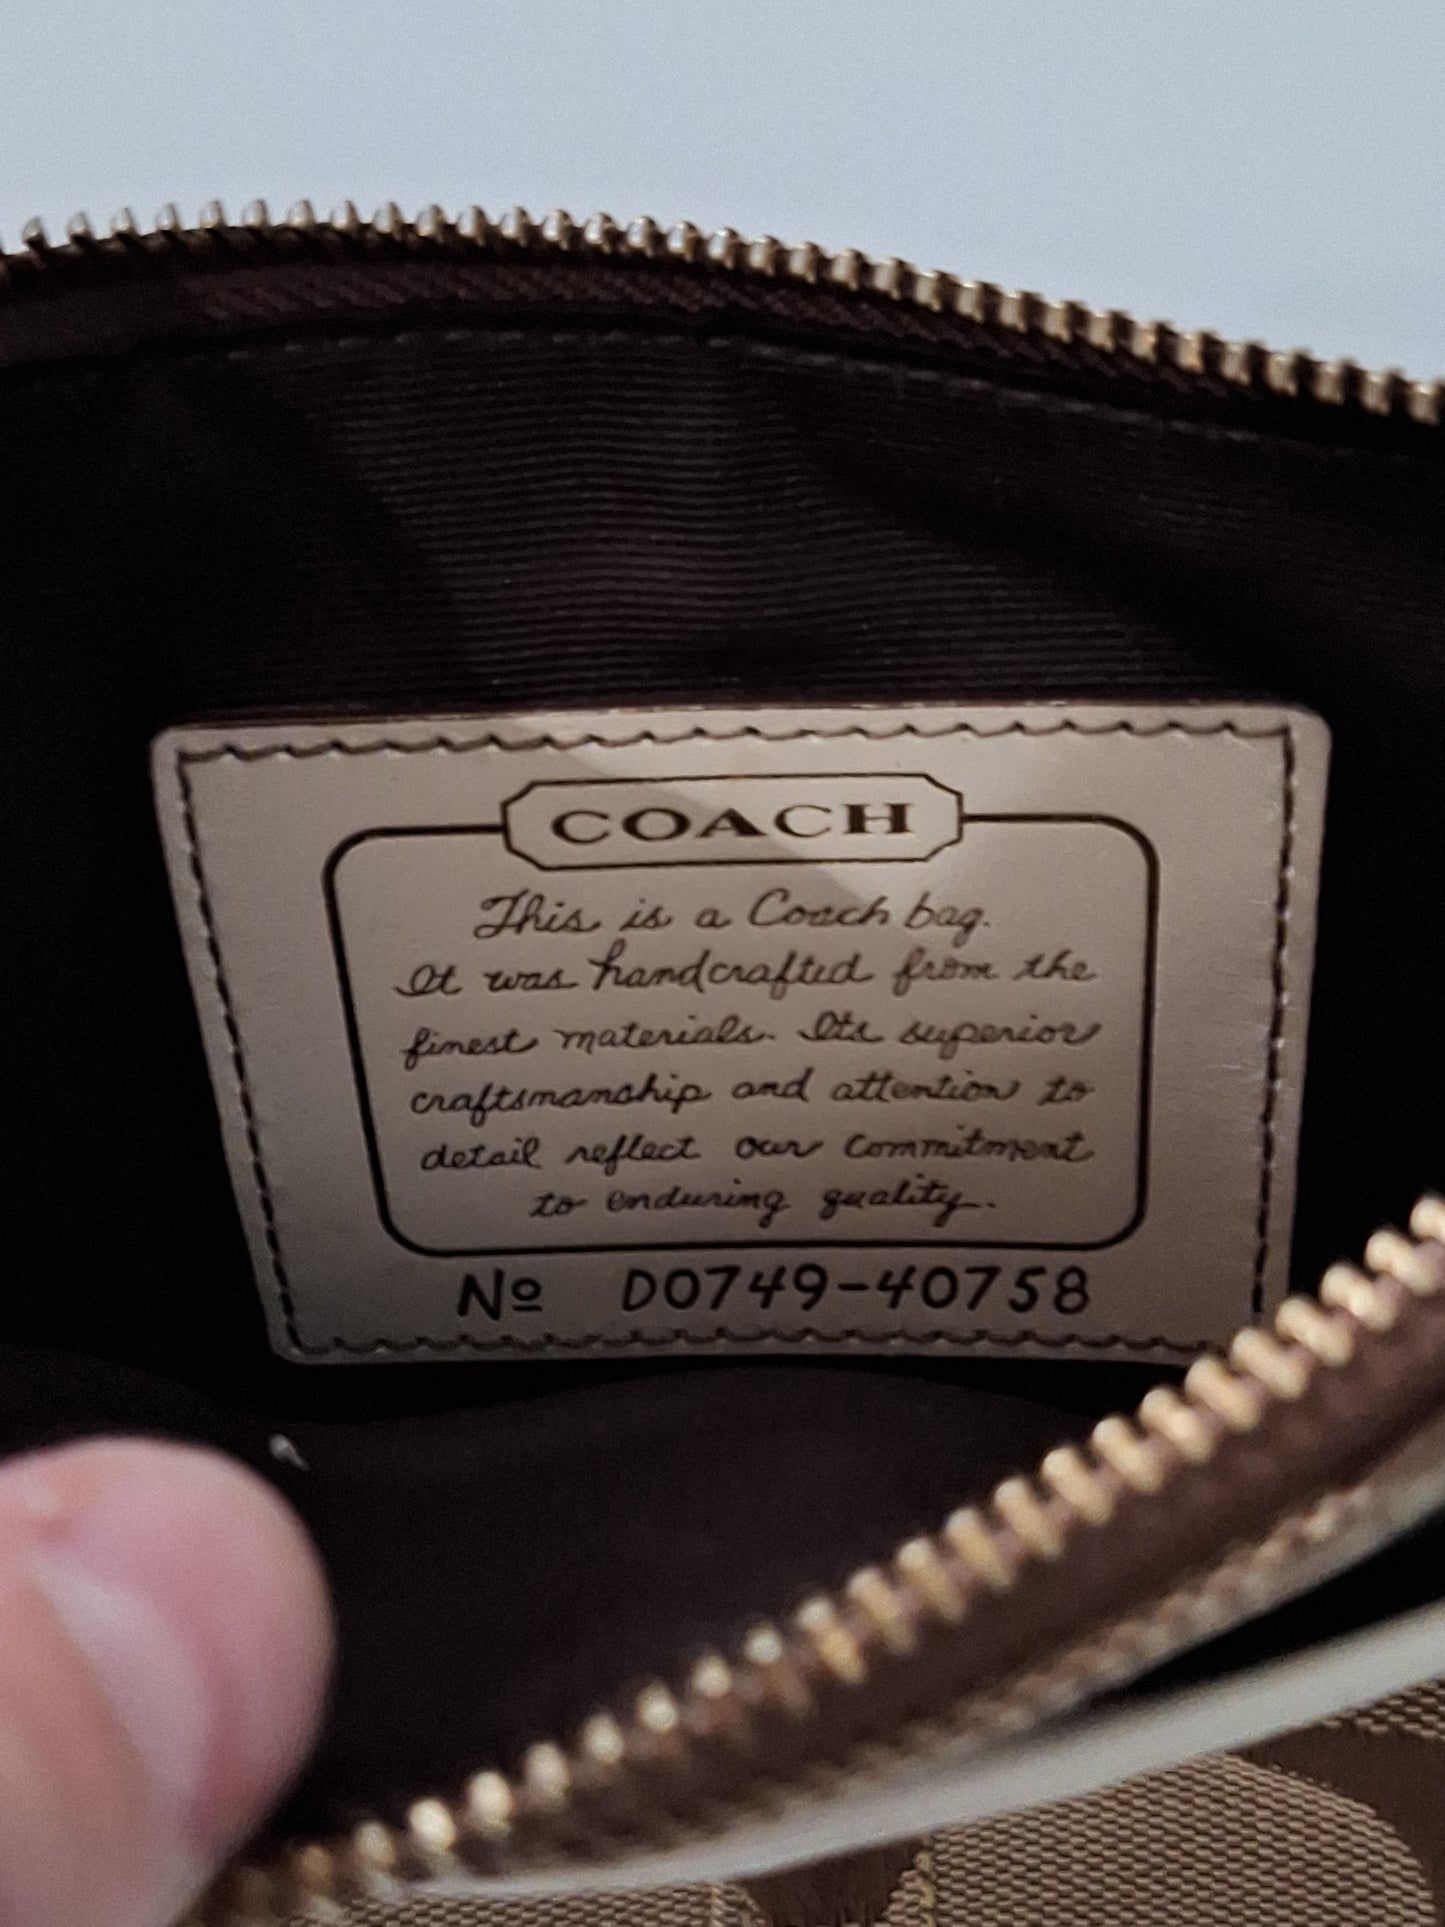 COACH
This is a Coach bag.
It was handcrafted from the
finest materials. Its superior
craftsmanship and attention to
detail reflect our commitment
to enduring quality.
Nº D0749-40758